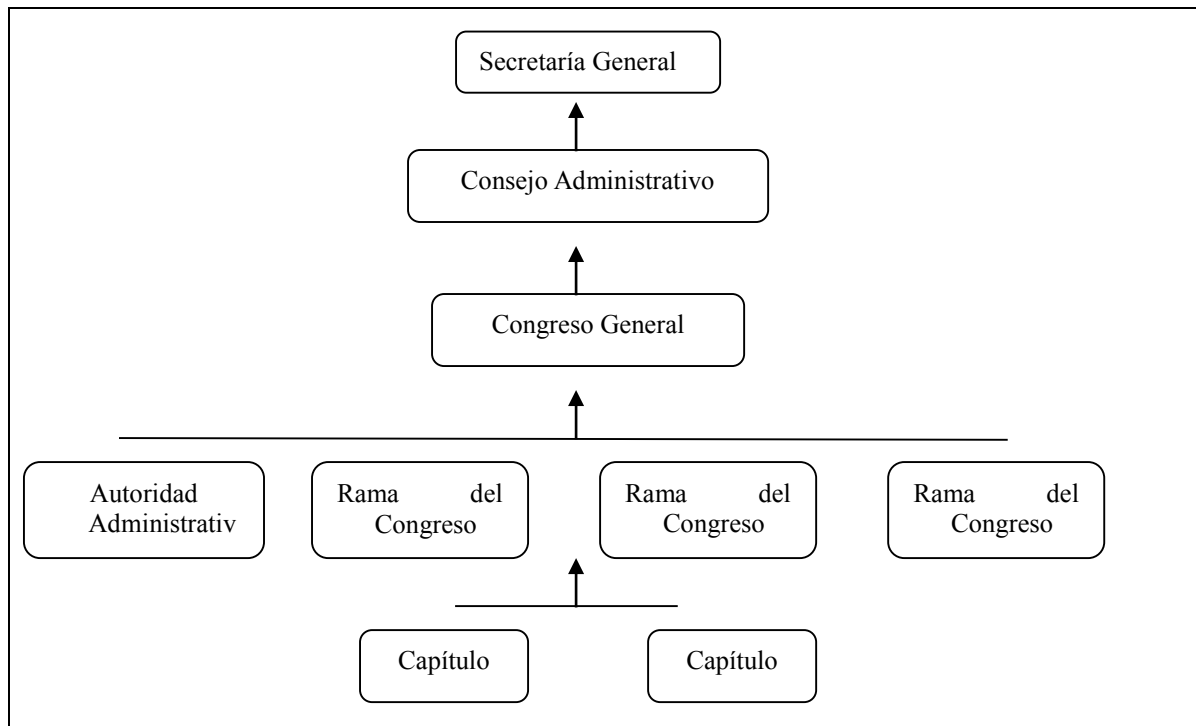 Secretaría General
Consejo Administrativo
Congreso General
Autoridad
Administrativ
Rama del
Congreso
Rama del
Congreso
Rama del
Congreso
Capítulo
Capítulo